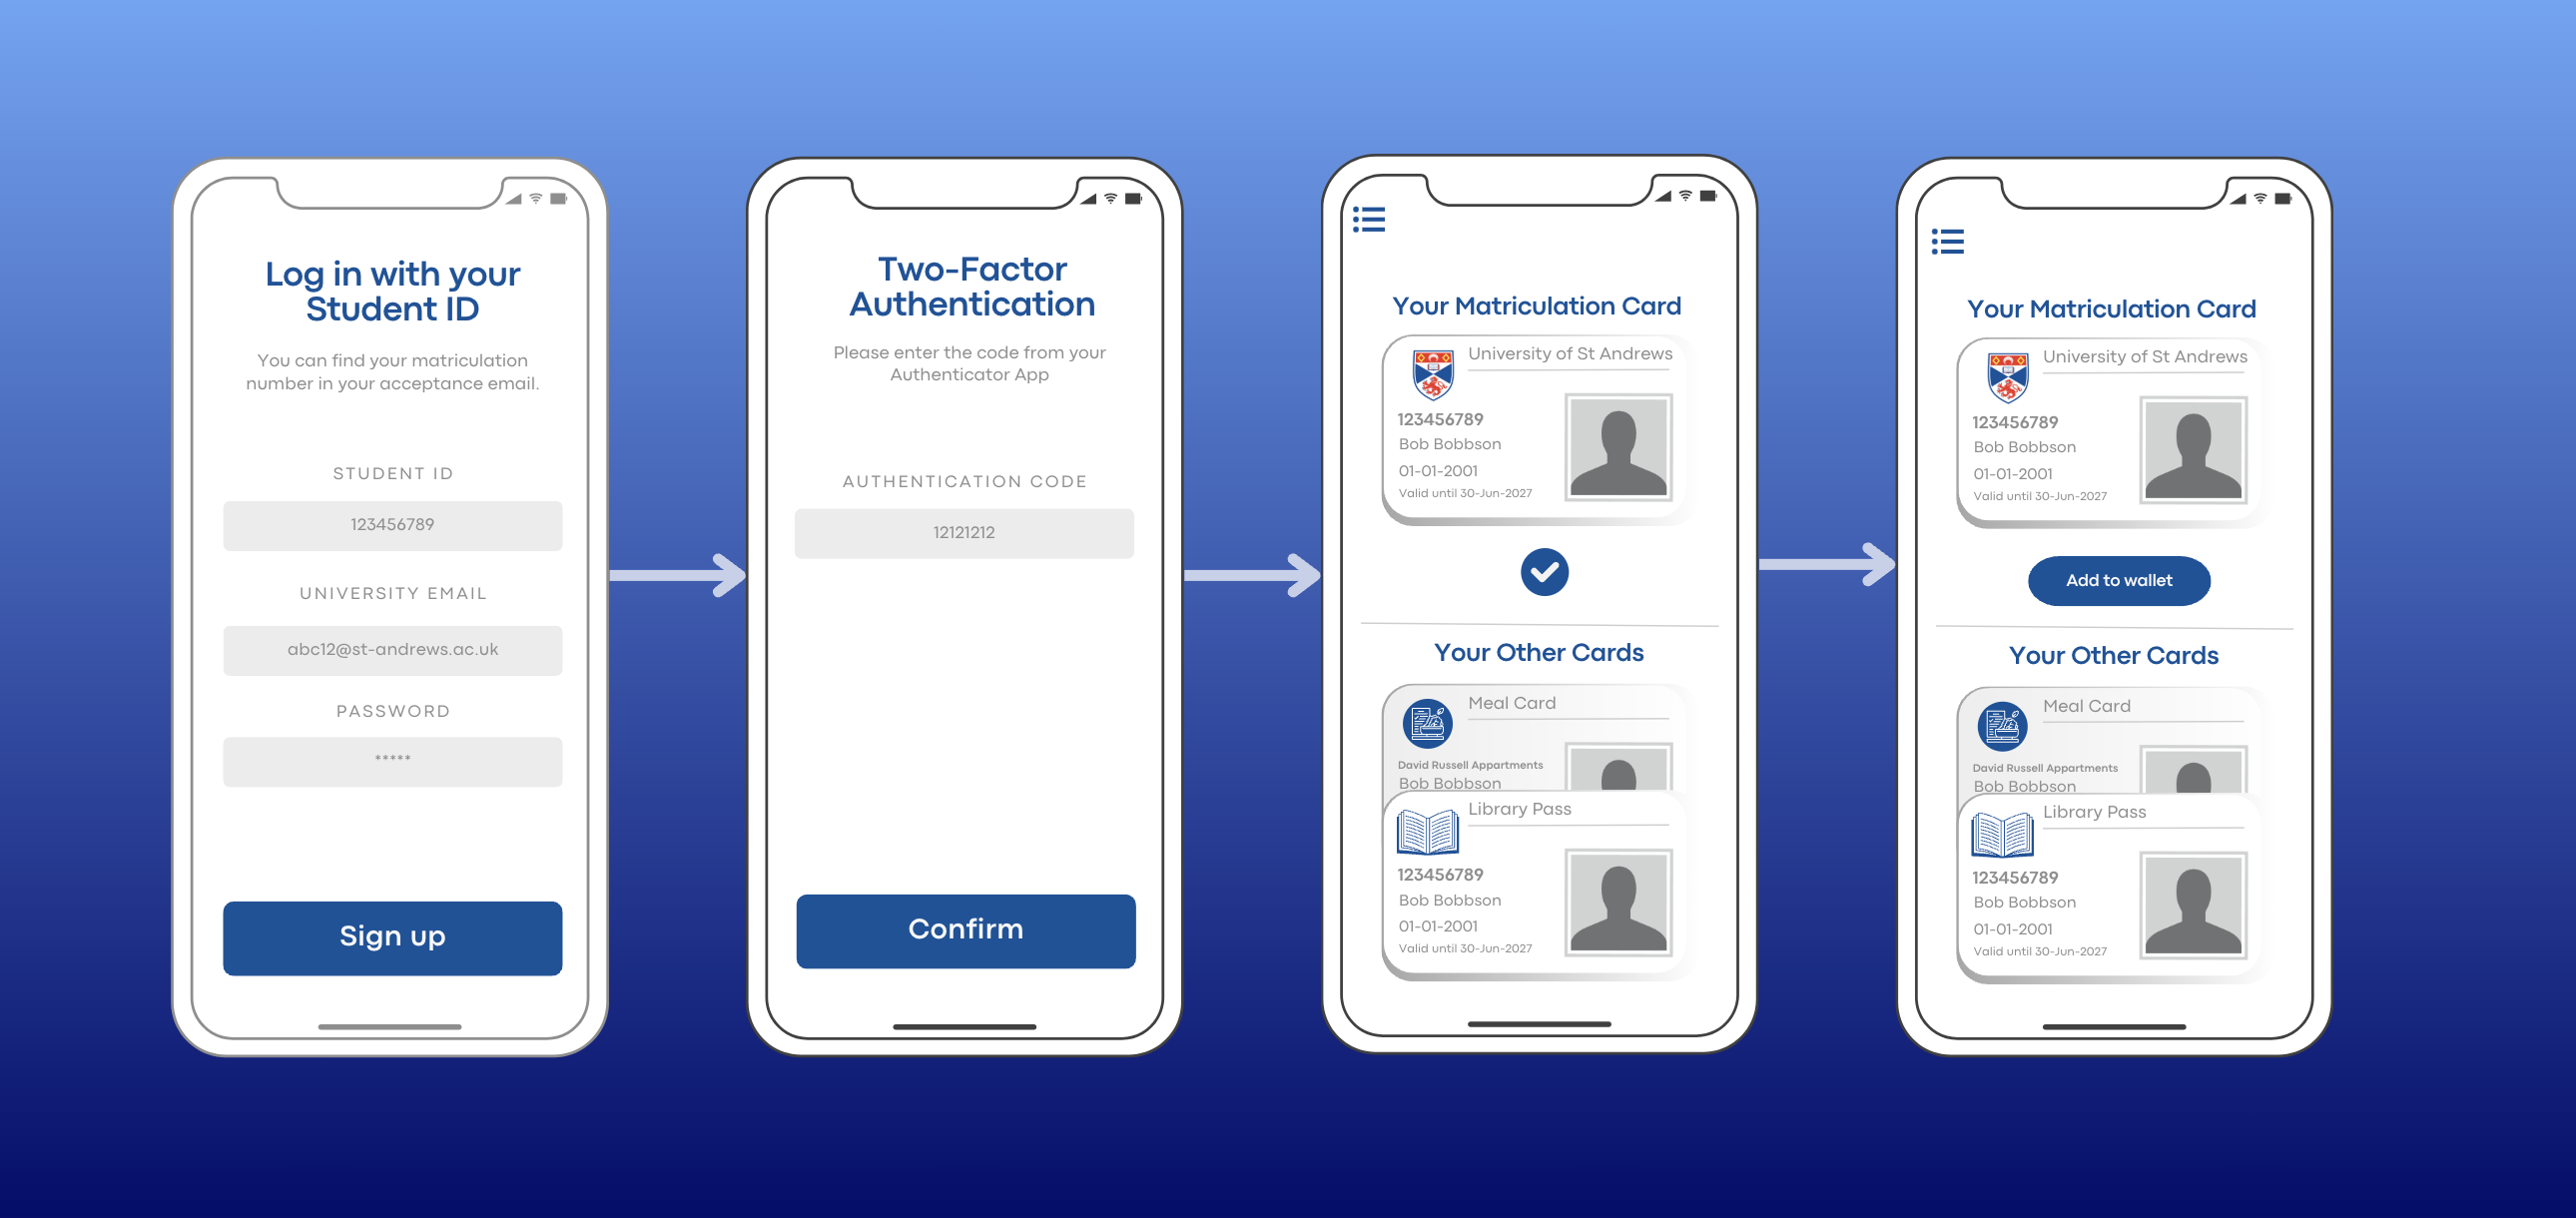 Log in with your
Student ID
You can find your matriculation
number in your acceptance email.
STUDENT ID
123456789
UNIVERSITY EMAIL
abc12@st-andrews.ac.uk
PASSWORD
*****
Sign up
Two-Factor
Authentication
Please enter the code from your
Authenticator App
AUTHENTICATION CODE
12121212
Confirm
Your Matriculation Card
University of St Andrews
123456789
Bob Bobbson
01-01-2001
Valid until 30-Jun-2027
Your Other Cards
Meal Card
David Russell Appartments
Bob Bobbson
Library Pass
123456789
Bob Bobbson
01-01-2001
Valid until 30-Jun-2027
Your Matriculation Card
University of St Andrews
123456789
Bob Bobbson
01-01-2001
Valid until 30-Jun-2027
Add to wallet
Your Other Cards
Meal Card
David Russell Appartments
Bob Bobbson
Library Pass
123456789
Bob Bobbson
01-01-2001
Valid until 30-Jun-2027